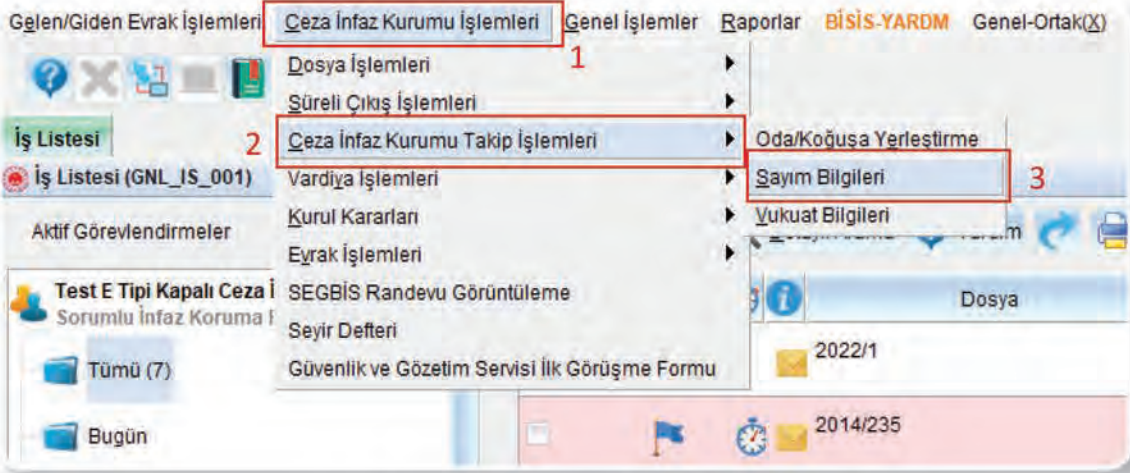 Gelen/Giden Evrak İşlemleri Ceza İnfaz Kurumu İşlemleri Genel İşlemler Raporlar BİSİS-YARDM Genel-Ortak(X)
1
Dosya İşlemleri
Süreli Çıkış İşlemleri
İş Listesi
2
Ceza İnfaz Kurumu Takip İşlemleri
Oda/Koğuşa Yerleştirme
İş Listesi (GNL_IS_001)
Vardiya İşlemleri
Sayım Bilgileri
3
Kurul Kararları
Vukuat Bilgileri
Aktif Görevlendirmeler
Evrak İşlemleri
Test E Tipi Kapalı Ceza İ
SEGBİS Randevu Görüntüleme
Dosya
Sorumlu İnfaz Koruma
Seyir Defteri
Tümü (7)
Güvenlik ve Gözetim Servisi İlk Görüşme Formu
2022/1
Bugün
2014/235